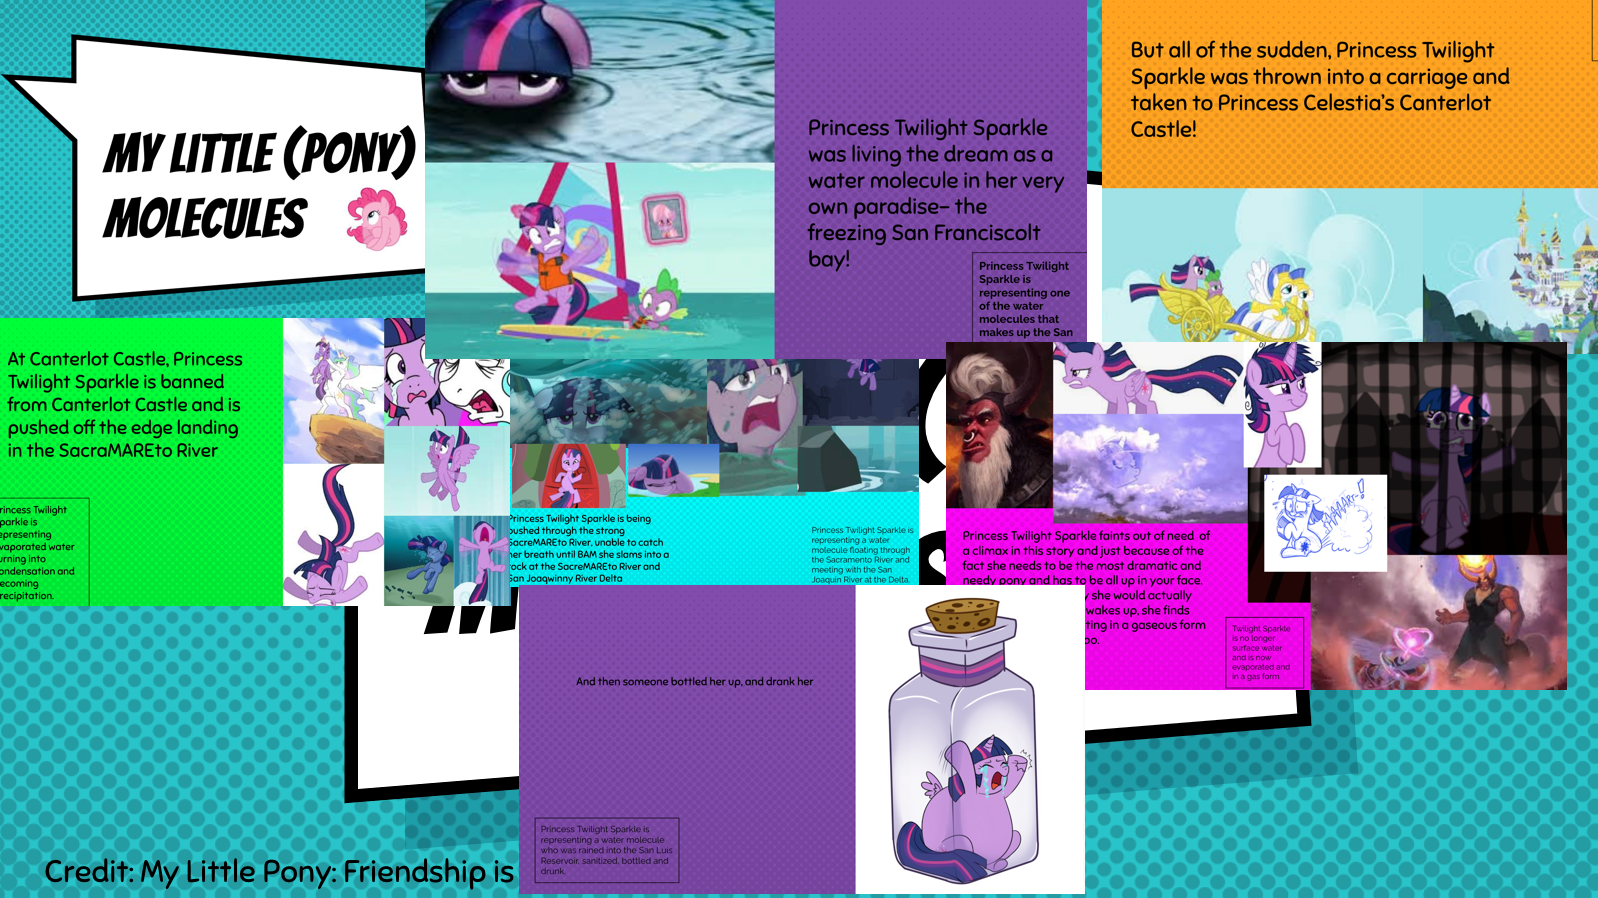 MY LITTLE (PONY)
MOLECULES
Princess Twilight Sparkle
was living the dream as a
water molecule in her very
own paradise- the
freezing San Franciscolt
bay!
Princess Twilight
Sparkle is
representing one
of the water
molecules that
makes up the San
But all of the sudden, Princess Twilight
Sparkle was thrown into a carriage and
taken to Princess Celestia's Canterlot
Castle!
At Canterlot Castle, Princess
Twilight Sparkle is banned
from Canterlot Castle and is
pushed off the edge landing
in the SacraMAREto River
rincess Twilight
parkle is
epresenting
vaporated water
urning into
ondensation and
ecoming
recipitation.
Princess Twilight Sparkle is being
pushed through the strong
SacreMAREto River, unable to catch
her breath until BAM she slams into a
rock at the SacreMAREto River and
San Joaqwinny River Delta
Princess Twilight Sparkle is
representing a water
molecule floating through
the Sacramento River and
meeting with the San
Joaquin River at the Delta.
Princess Twilight Sparkle faints out of need of
a climax in this story and just because of the
fact she needs to be the most dramatic and
needy pony and has to be all up in your face.
y she would actually
wakes up, she finds
ting in a gaseous form
oo.
Twilight Sparkle
is no longer
surface water
and is now
evaporated and
in a gas form.
And then someone bottled her up, and drank her
Princess Twilight Sparkle is
representing a water molecule
who was rained into the San Luis
Reservoir, sanitized, bottled and
drunk.
Credit: My Little Pony: Friendship is